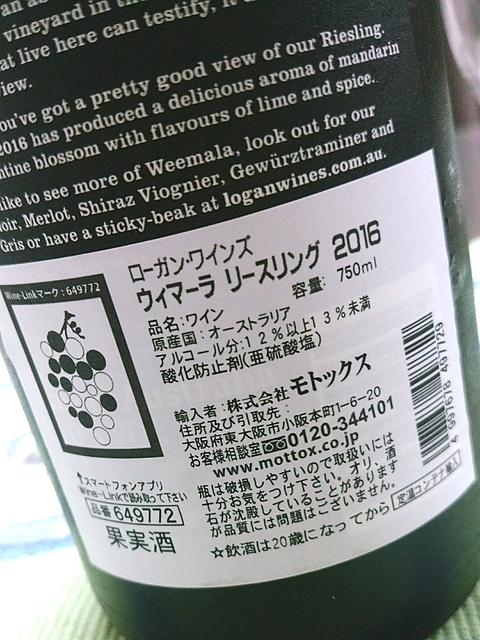 vineyard in the
at live here can testify, it
view.
you've got a pretty good view of our Riesling.
2016 has produced a delicious aroma of mandarin
blossom with flavours of lime and spice.
like to see more of Weemala, look out for our
Merlot, Shiraz Viognier, Gewürztraminer and
Gris or have a sticky-beak at loganwines.com.au.
Wine-Linkマーク：649772
ローガン・ワインズ
ウィマーラ リースリング 2016
容量: 750ml
品名：ワイン
原産国：オーストラリア
アルコール分：12％以上13％未満
酸化防止剤(亜硫酸塩)
輸入者：株式会社モトックス
住所及び引取先：
大阪府東大阪市小阪本町1-6-20
お客様相談室 0120-344101
www.mottox.co.jp
瓶は破損しやすいので取扱いには
十分お気をつけ下さい。オリ・酒
石が沈殿していることがあります
が品質には問題はございません。
定温コンテナ輸入
☆飲酒は20歳になってから
4 997678 497729
スマートフォンアプリ
Wine-Linkで読み取って下さい
品番 649772
果実酒